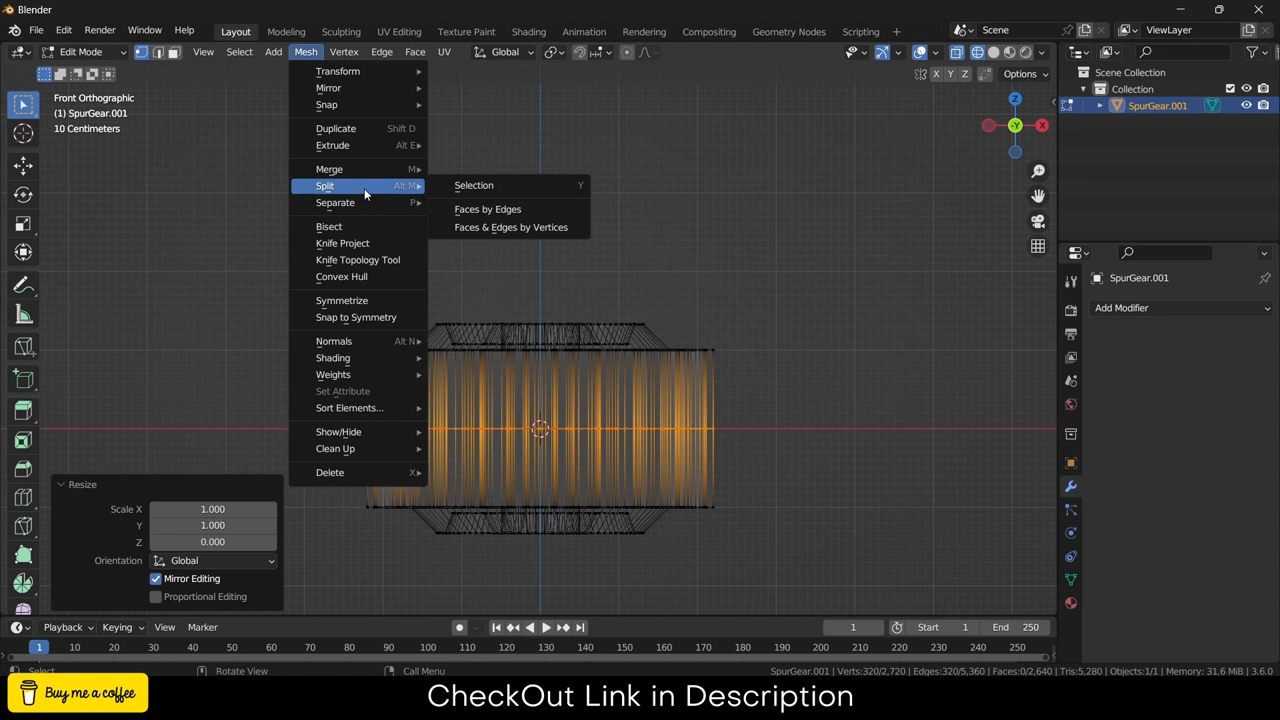 Blender
File Edit Render Window Help Layout Modeling Sculpting UV Editing Texture Paint Shading Animation Rendering Compositing Geometry Nodes Scripting + Scene ViewLayer
Edit Mode View Select Add Mesh Vertex Edge Face UV Global
X Y Z Options
Front Orthographic
(1) SpurGear.001
10 Centimeters
Transform
Mirror
Snap
Duplicate Shift D
Extrude Alt E
Merge M
Split Alt M
Separate P
Bisect
Knife Project
Knife Topology Tool
Convex Hull
Symmetrize
Snap to Symmetry
Normals Alt N
Shading
Weights
Set Attribute
Sort Elements...
Show/Hide
Clean Up
Delete X
Selection Y
Faces by Edges
Faces & Edges by Vertices
Z
-Y
X
Scene Collection
Collection
SpurGear.001
SpurGear.001
Add Modifier
Resize
Scale X 1.000
Y 1.000
Z 0.000
Orientation Global
Mirror Editing
Proportional Editing
Playback Keying View Marker 1 Start 1 End 250
1 10 20 30 40 50 60 70 80 90 100 110 120 130 140 150 160 170 180 190 200 210 220 230 240 250
Select Rotate View Call Menu SpurGear.001 | Verts:320/2,720 | Edges:320/5,360 | Faces:0/2,640 | Tris:5,280 | Objects:1/1 | Memory: 31.6 MiB | 3.6.0
Buy me a coffee
CheckOut Link in Description